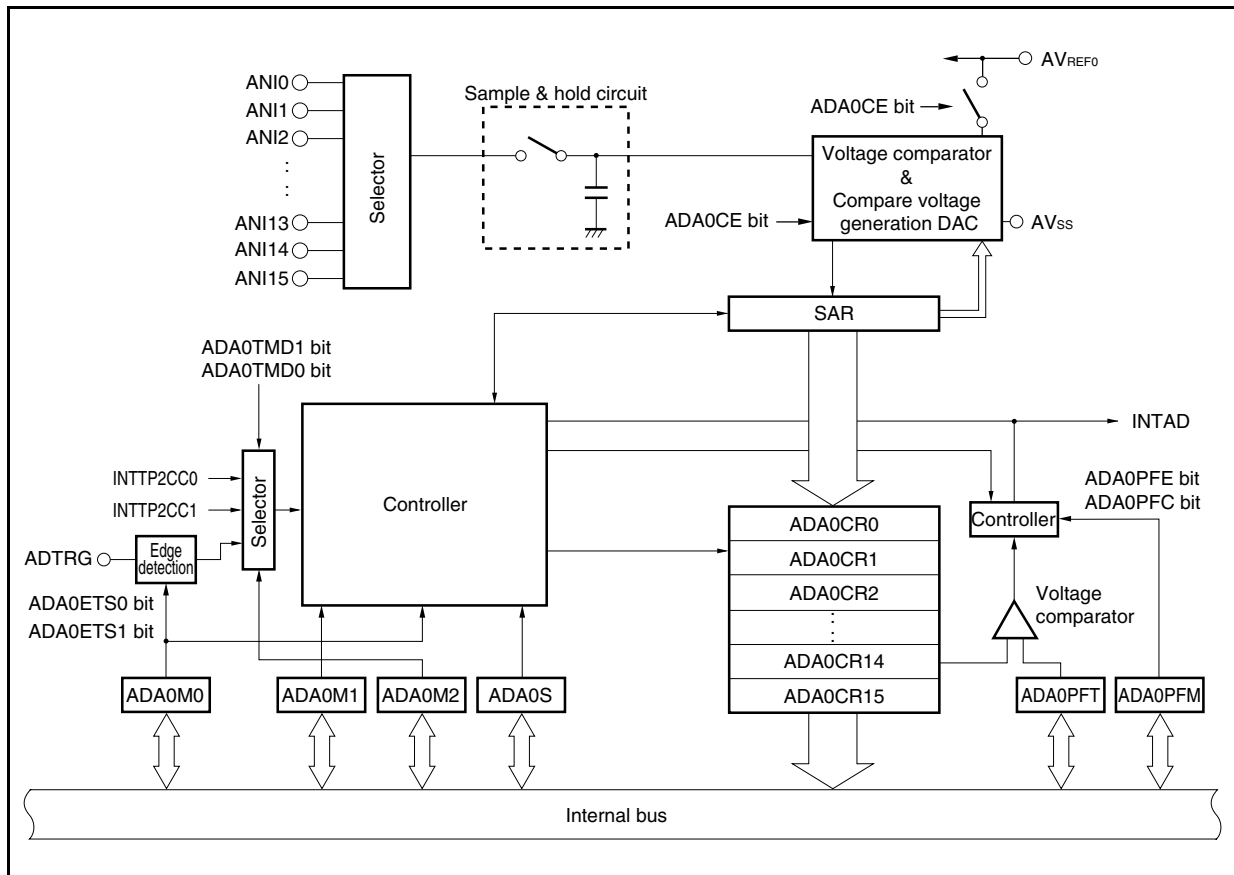 ANI0
ANI1
ANI2
ANI13
ANI14
ANI15
Selector
Sample & hold circuit
AVREF0
ADA0CE bit
Voltage comparator
&
Compare voltage
generation DAC
ADA0CE bit
AVSS
SAR
ADA0TMD1 bit
ADA0TMD0 bit
INTTP2CC0
INTTP2CC1
ADTRG
Edge
detection
Selector
ADA0ETS0 bit
ADA0ETS1 bit
Controller
INTAD
ADA0PFE bit
ADA0PFC bit
Controller
Voltage
comparator
ADA0CR0
ADA0CR1
ADA0CR2
ADA0CR14
ADA0CR15
ADA0M0
ADA0M1
ADA0M2
ADA0S
ADA0PFT
ADA0PFM
Internal bus